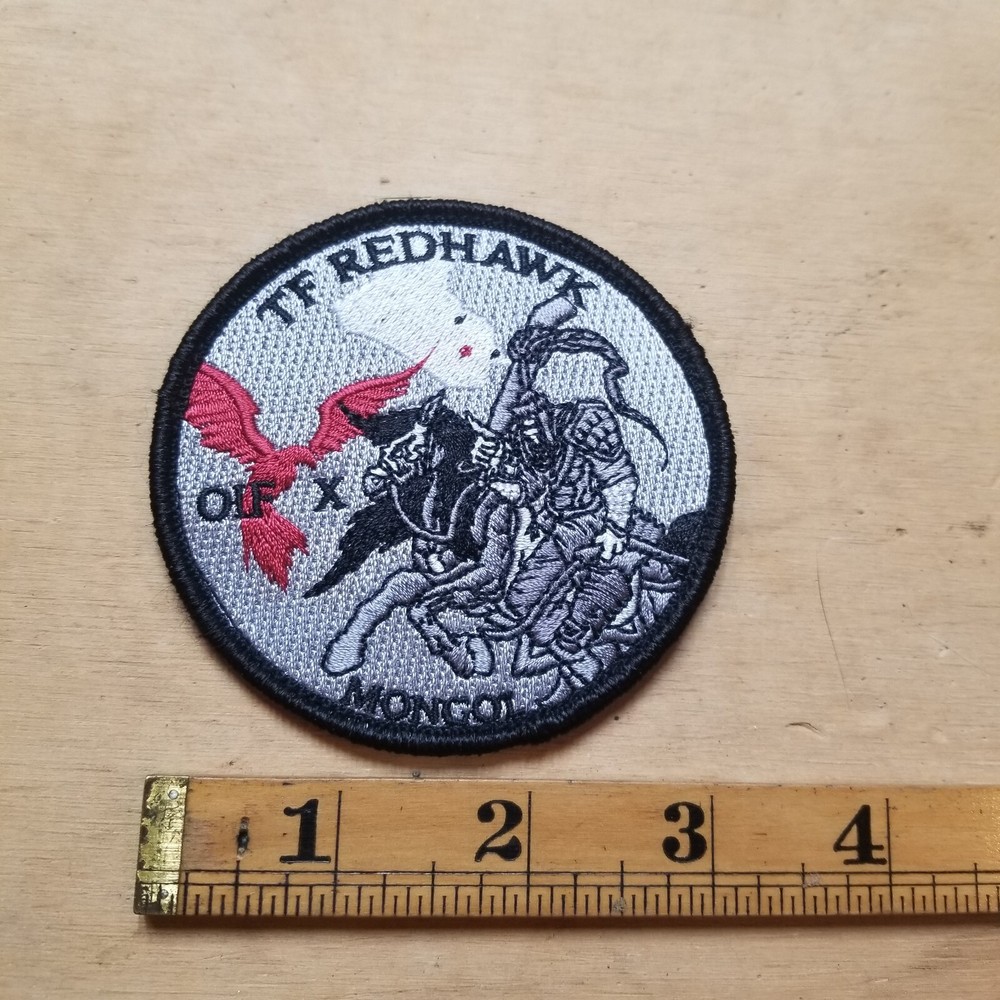 TF REDHAWK
OIF X
MONGOL
1 2 3 4